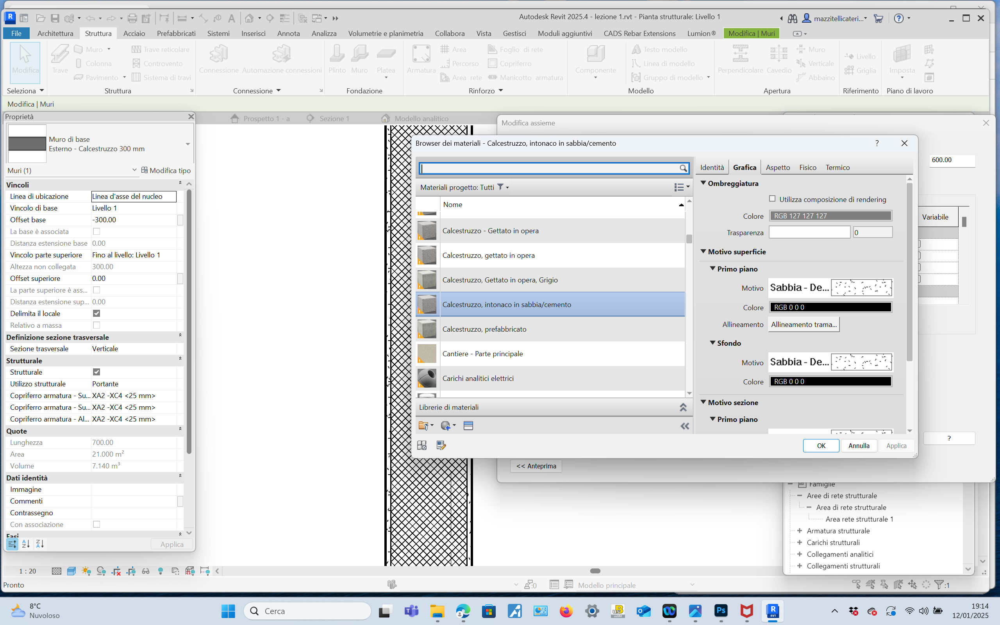 Autodesk Revit 2025.4 - lezione 1.rvt - Pianta strutturale: Livello 1
mazzitellicateri...
File Architettura Struttura Acciaio Prefabbricati Sistemi Inserisci Annota Analizza Volumetrie e planimetria Collabora Vista Gestisci Moduli aggiuntivi CADS Rebar Extensions Lumion® Modifica | Muri
Muro Trave reticolare Area Foglio di rete Testo modello Muro
Colonna Controvento Percorso Copriferro Linea di modello Verticale Livello
Modifica Trave Connessione Automazione connessioni Plinto Muro Platea Armatura Componente Perpendicolare Cavedio Griglia Imposta
Pavimento Sistema di travi Area rete Manicotto armatura Gruppo di modello Abbaino
Seleziona Struttura Connessione Fondazione Rinforzo Modello Apertura Riferimento Piano di lavoro
Modifica | Muri
Proprietà
Prospetto 1 - a Sezione 1 Modello analitico
Muro di base
Esterno - Calcestruzzo 300 mm
Muri (1) Modifica tipo
Vincoli
Linea di ubicazione Linea d'asse del nucleo
Vincolo di base Livello 1
Offset base -300.00
La base è associata
Distanza estensione base 0.00
Vincolo parte superiore Fino al livello: Livello 1
Altezza non collegata 300.00
Offset superiore 0.00
La parte superiore è ass...
Distanza estensione sup... 0.00
Delimita il locale
Relativo a massa
Definizione sezione trasversale
Sezione trasversale Verticale
Strutturale
Strutturale
Utilizzo strutturale Portante
Copriferro armatura - Su... XA2 -XC4 <25 mm>
Copriferro armatura - Su... XA2 -XC4 <25 mm>
Copriferro armatura - Al... XA2 -XC4 <25 mm>
Quote
Lunghezza 700.00
Area 21.000 m²
Volume 7.140 m³
Dati identità
Immagine
Commenti
Contrassegno
Con associazione
Fasi
Applica
Modifica assieme
600.00
Variabile
?
<< Anteprima
Browser dei materiali - Calcestruzzo, intonaco in sabbia/cemento
?
Materiali progetto: Tutti
Nome
Calcestruzzo - Gettato in opera
Calcestruzzo, gettato in opera
Calcestruzzo, Gettato in opera, Grigio
Calcestruzzo, intonaco in sabbia/cemento
Calcestruzzo, prefabbricato
Cantiere - Parte principale
Carichi analitici elettrici
Librerie di materiali
Identità Grafica Aspetto Fisico Termico
Ombreggiatura
Utilizza composizione di rendering
Colore RGB 127 127 127
Trasparenza 0
Motivo superficie
Primo piano
Motivo Sabbia - De...
Colore RGB 0 0 0
Allineamento Allineamento trama...
Sfondo
Motivo Sabbia - De...
Colore RGB 0 0 0
Motivo sezione
Primo piano
OK Annulla Applica
Famiglie
Aree di rete strutturale
Area di rete strutturale
Area rete strutturale 1
Armatura strutturale
Carichi strutturali
Collegamenti analitici
Collegamenti strutturali
1 : 20
Pronto
:0
Modello principale
:1
8°C
Nuvoloso
Cerca
19:14
12/01/2025